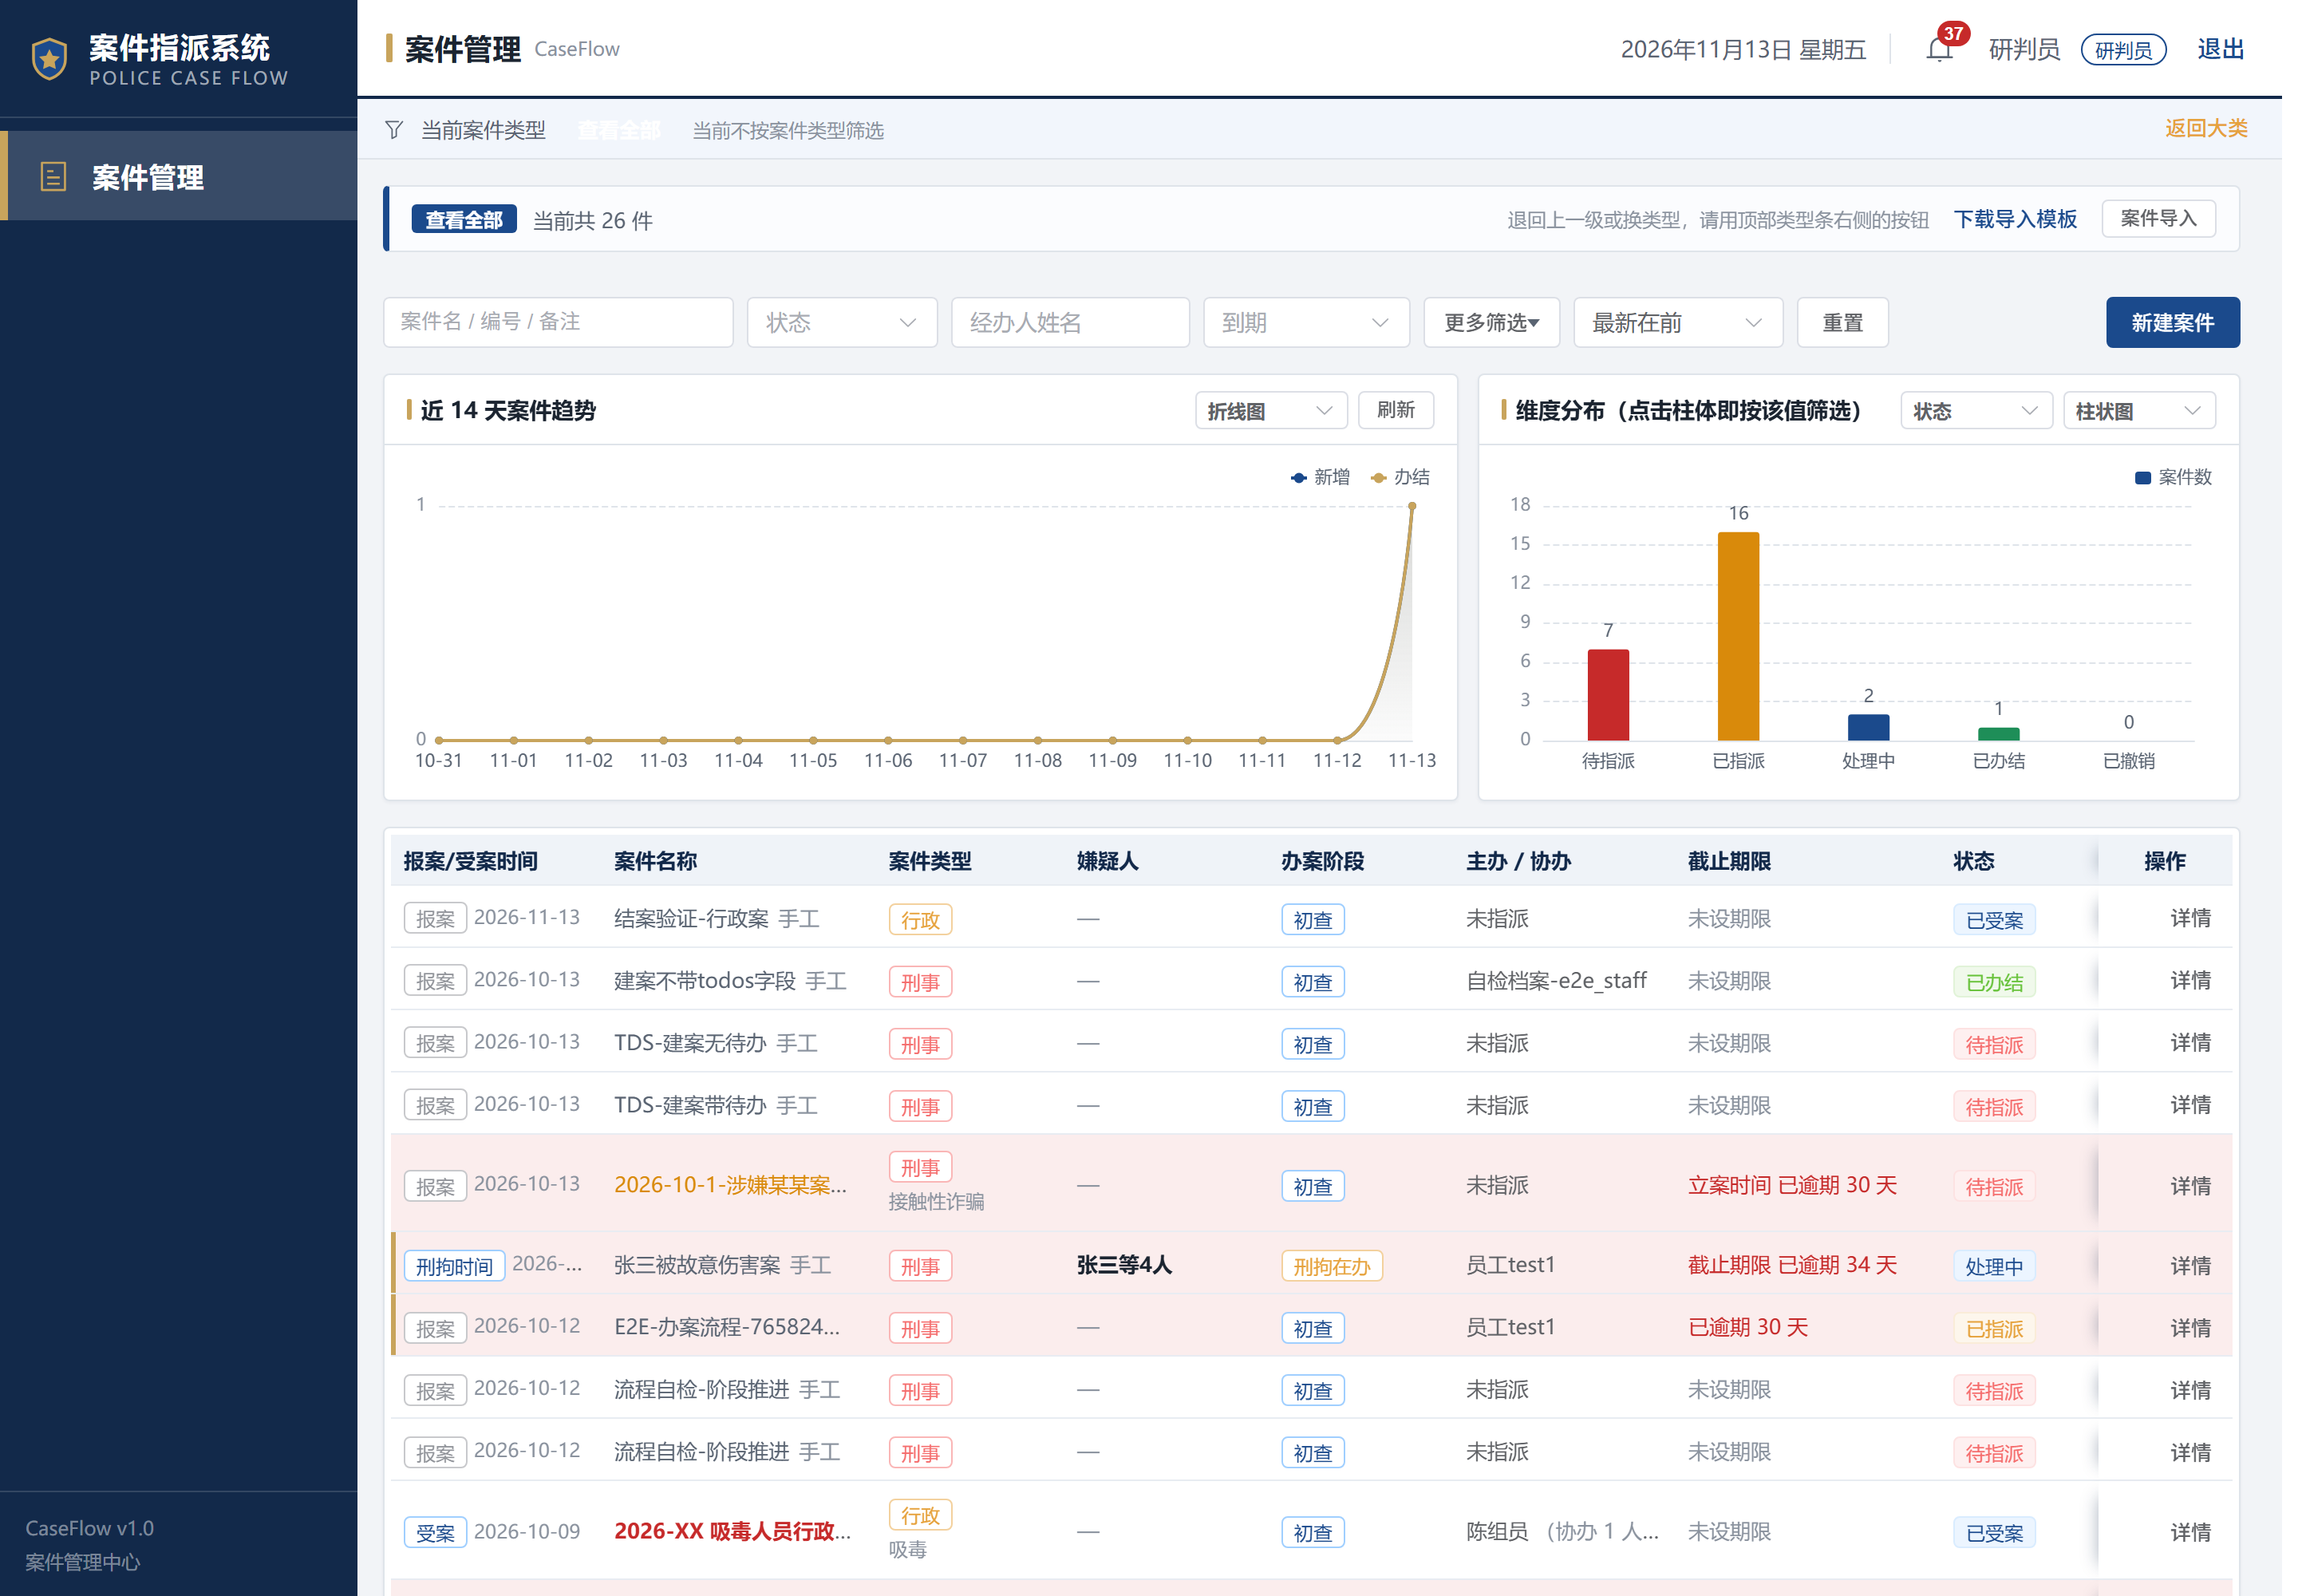 案件指派系统
POLICE CASE FLOW
案件管理
CaseFlow v1.0
案件管理中心
案件管理 CaseFlow
2026年11月13日 星期五 37 研判员 研判员 退出
当前案件类型 查看全部 当前不按案件类型筛选 返回大类
查看全部 当前共 26 件 退回上一级或换类型，请用顶部类型条右侧的按钮 下载导入模板 案件导入
案件名 / 编号 / 备注 状态 经办人姓名 到期 更多筛选 最新在前 重置 新建案件
近 14 天案件趋势 折线图 刷新
新增 办结
1
0
10-31 11-01 11-02 11-03 11-04 11-05 11-06 11-07 11-08 11-09 11-10 11-11 11-12 11-13
维度分布（点击柱体即按该值筛选） 状态 柱状图
案件数
18
15
12
9
6
3
0
7 16 2 1 0
待指派 已指派 处理中 已办结 已撤销
报案/受案时间 案件名称 案件类型 嫌疑人 办案阶段 主办 / 协办 截止期限 状态 操作
报案 2026-11-13 结案验证-行政案 手工 行政 — 初查 未指派 未设期限 已受案 详情
报案 2026-10-13 建案不带todos字段 手工 刑事 — 初查 自检档案-e2e_staff 未设期限 已办结 详情
报案 2026-10-13 TDS-建案无待办 手工 刑事 — 初查 未指派 未设期限 待指派 详情
报案 2026-10-13 TDS-建案带待办 手工 刑事 — 初查 未指派 未设期限 待指派 详情
报案 2026-10-13 2026-10-1-涉嫌某某案... 刑事 接触性诈骗 — 初查 未指派 立案时间 已逾期 30 天 待指派 详情
刑拘时间 2026-... 张三被故意伤害案 手工 刑事 张三等4人 刑拘在办 员工test1 截止期限 已逾期 34 天 处理中 详情
报案 2026-10-12 E2E-办案流程-765824... 刑事 — 初查 员工test1 已逾期 30 天 已指派 详情
报案 2026-10-12 流程自检-阶段推进 手工 刑事 — 初查 未指派 未设期限 待指派 详情
报案 2026-10-12 流程自检-阶段推进 手工 刑事 — 初查 未指派 未设期限 待指派 详情
受案 2026-10-09 2026-XX 吸毒人员行政... 行政 吸毒 — 初查 陈组员 （协办 1 人... 未设期限 已受案 详情